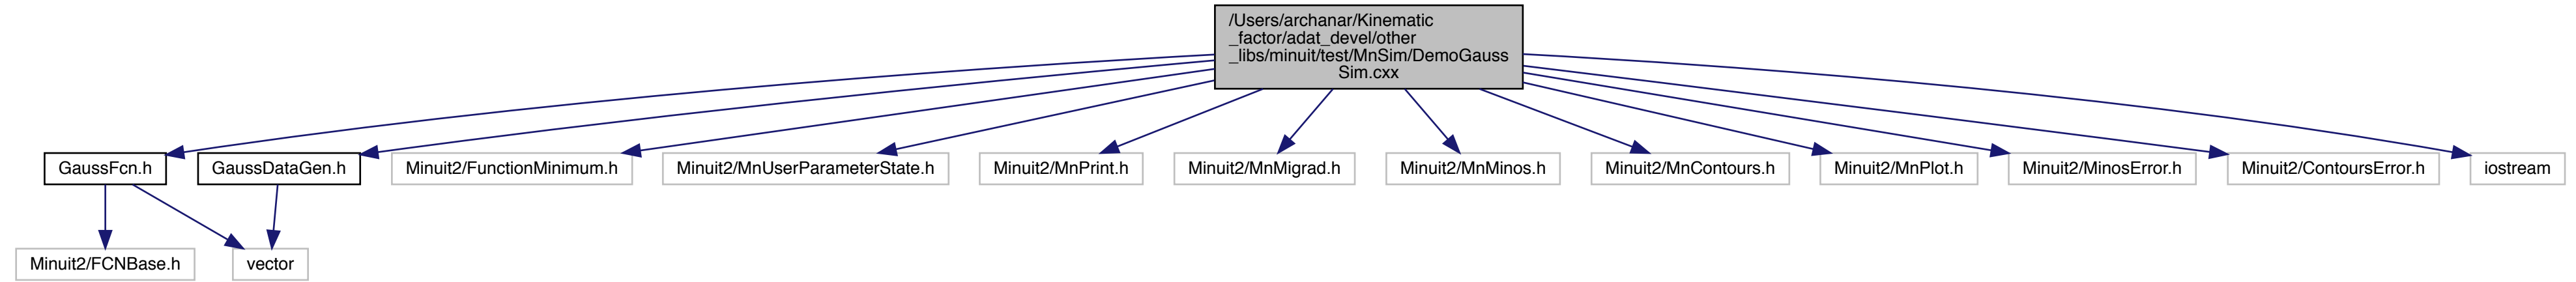 /Users/archanar/Kinematic
_factor/adat_devel/other
_libs/minuit/test/MnSim/DemoGauss
Sim.cxx
GaussFcn.h
GaussDataGen.h
Minuit2/FunctionMinimum.h
Minuit2/MnUserParameterState.h
Minuit2/MnPrint.h
Minuit2/MnMigrad.h
Minuit2/MnMinos.h
Minuit2/MnContours.h
Minuit2/MnPlot.h
Minuit2/MinosError.h
Minuit2/ContoursError.h
iostream
Minuit2/FCNBase.h
vector